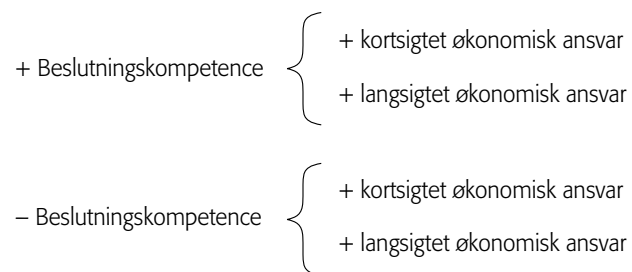 + Beslutningskompetence
+ kortsigtet økonomisk ansvar
+ langsigtet økonomisk ansvar
– Beslutningskompetence
+ kortsigtet økonomisk ansvar
+ langsigtet økonomisk ansvar